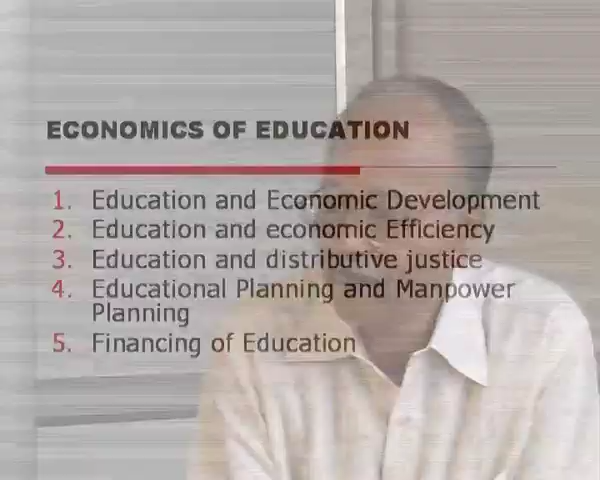 ECONOMICS OF EDUCATION
1. Education and Economic Development
2. Education and economic Efficiency
3. Education and distributive justice
4. Educational Planning and Manpower
Planning
5. Financing of Education